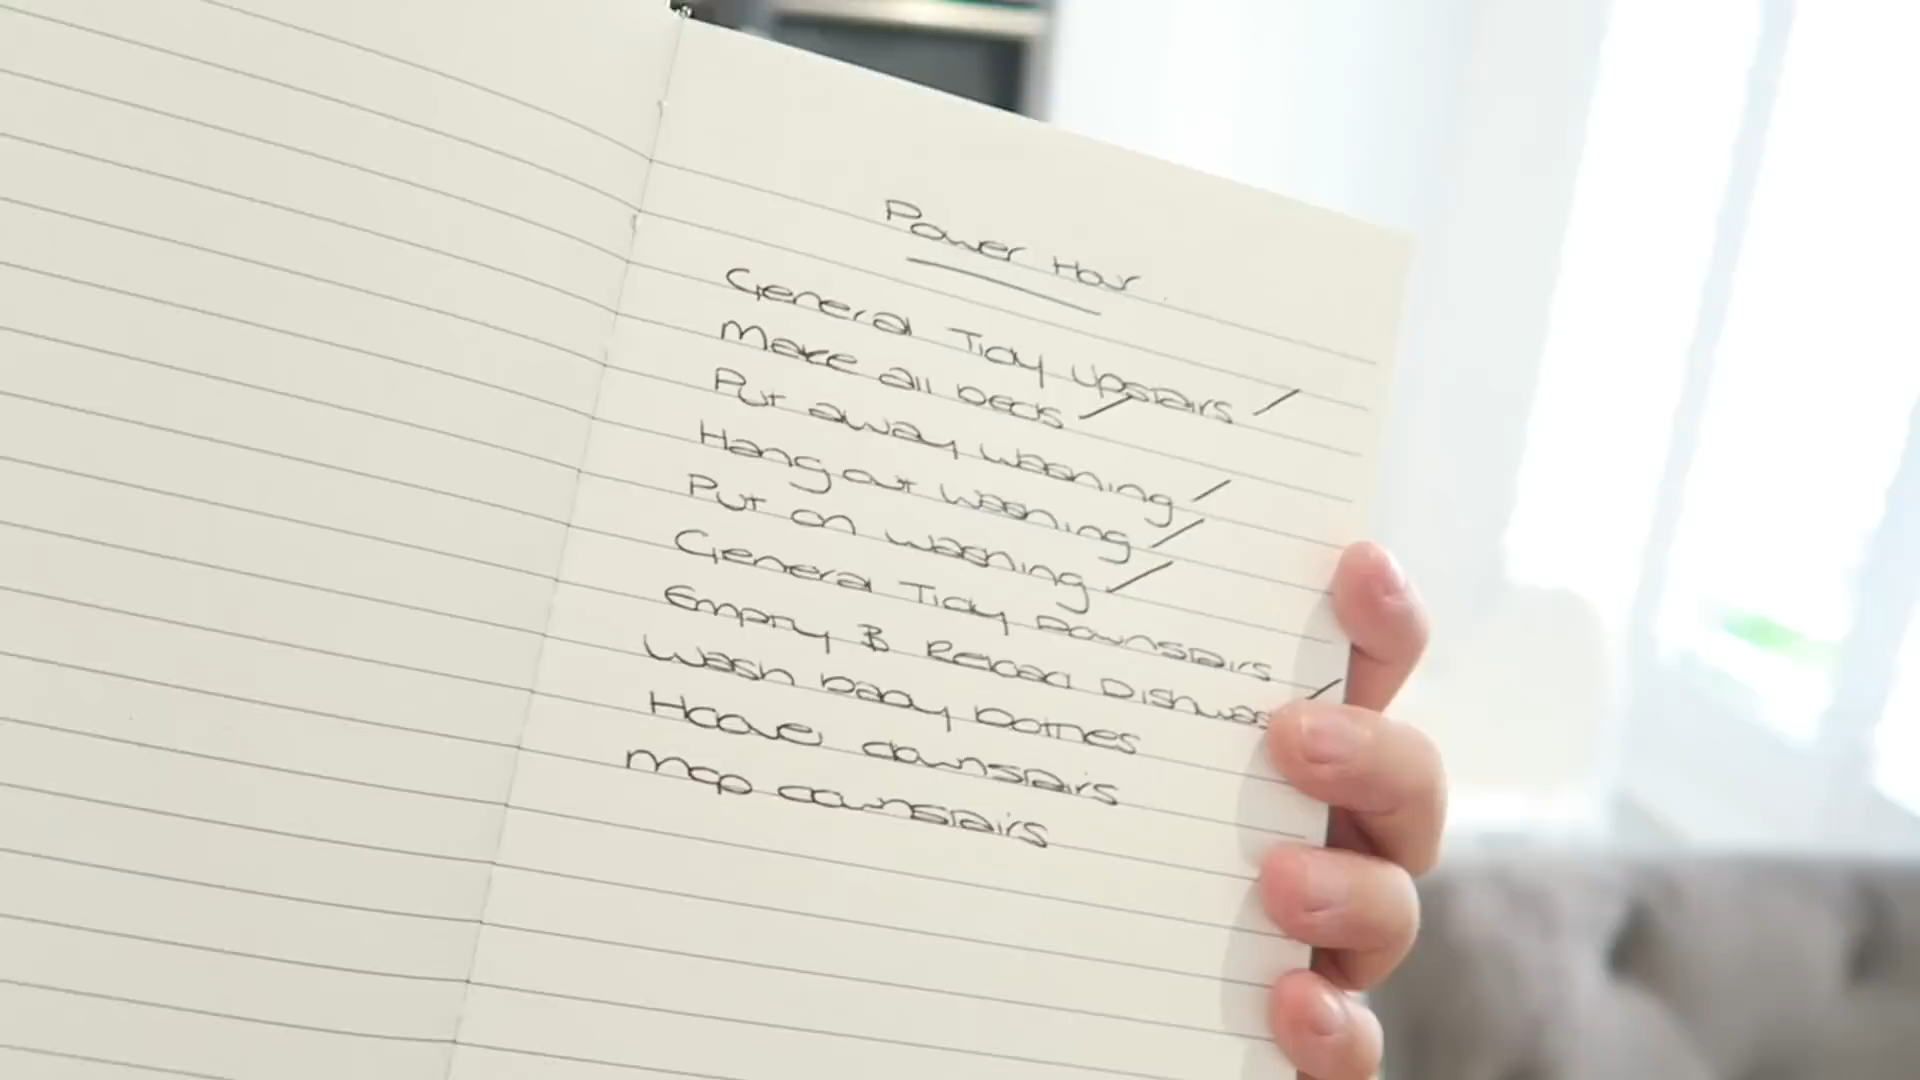 Power Hour
General Tidy Upstairs /
Make all beds /
Put away washing /
Hang out washing /
Put on washing /
General Tidy Downstairs
Empty & Reload Dishwas /
Wash baby bottles
Hoover downstairs
Mop downstairs